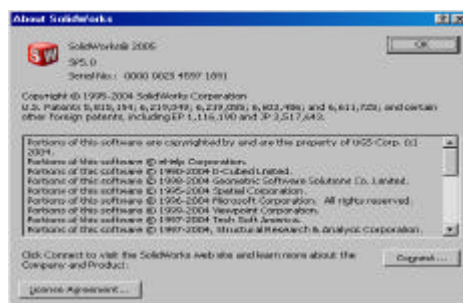 About SolidWorks
SolidWorks® 2005
SP5.0
Serial No.: 0000 0025 4597 1891
OK
Copyright © 1995-2004 SolidWorks Corporation
U.S. Patents 5,815,154; 6,219,049; 6,219,055; 6,603,486; and 6,611,725; and certain
other foreign patents, including EP 1,116,190 and JP 3,517,643.
Portions of this software are copyrighted by and are the property of UGS Corp. (c)
2004.
Portions of this software © eHelp Corporation.
Portions of this software © 1990-2004 D-Cubed Limited.
Portions of this software © 1998-2004 Geometric Software Solutions Co. Limited.
Portions of this software © 1995-2004 Spatial Corporation.
Portions of this software © 1996-2004 Microsoft Corporation. All rights reserved.
Portions of this software © 1999-2004 Viewpoint Corporation.
Portions of this software © 1997-2004 Tech Soft America.
Portions of this software © 1997-2004, Structural Research & Analysis Corporation.
Click Connect to visit the SolidWorks web site and learn more about the
Company and Product:
Connect...
License Agreement...